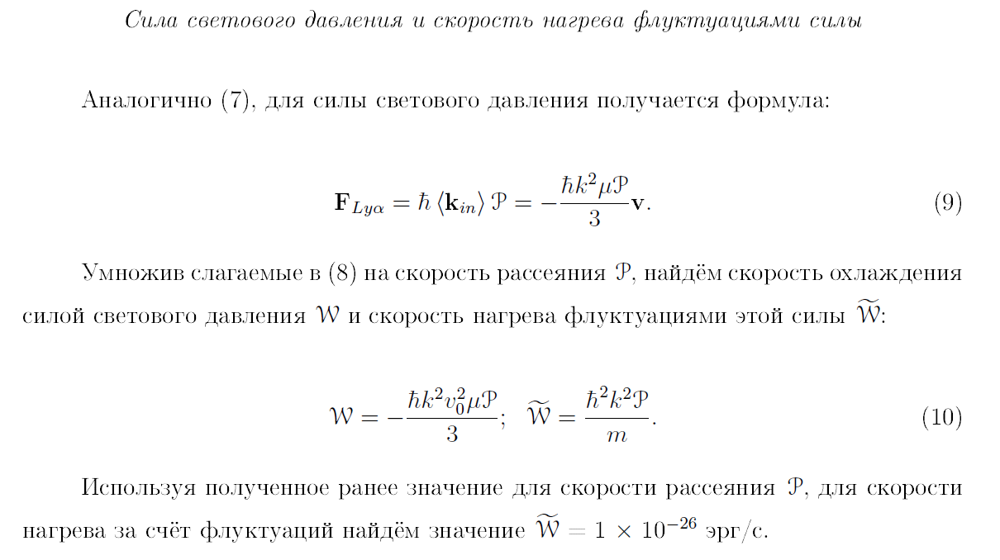 Сила светового давления и скорость нагрева флуктуациями силы
Аналогично (7), для силы светового давления получается формула:
$$\mathbf{F}_{Ly\alpha} = \hbar \langle \mathbf{k}_{in} \rangle \mathcal{P} = -\frac{\hbar k^2 \mu \mathcal{P}}{3} \mathbf{v}. \quad (9)$$
Умножив слагаемые в (8) на скорость рассеяния $\mathcal{P}$, найдём скорость охлаждения
силой светового давления $\mathcal{W}$ и скорость нагрева флуктуациями этой силы $\widetilde{\mathcal{W}}$:
$$\mathcal{W} = -\frac{\hbar k^2 v_0^2 \mu \mathcal{P}}{3}; \quad \widetilde{\mathcal{W}} = \frac{\hbar^2 k^2 \mathcal{P}}{m}. \quad (10)$$
Используя полученное ранее значение для скорости рассеяния $\mathcal{P}$, для скорости
нагрева за счёт флуктуаций найдём значение $\widetilde{\mathcal{W}} = 1 \times 10^{-26}$ эрг/с.